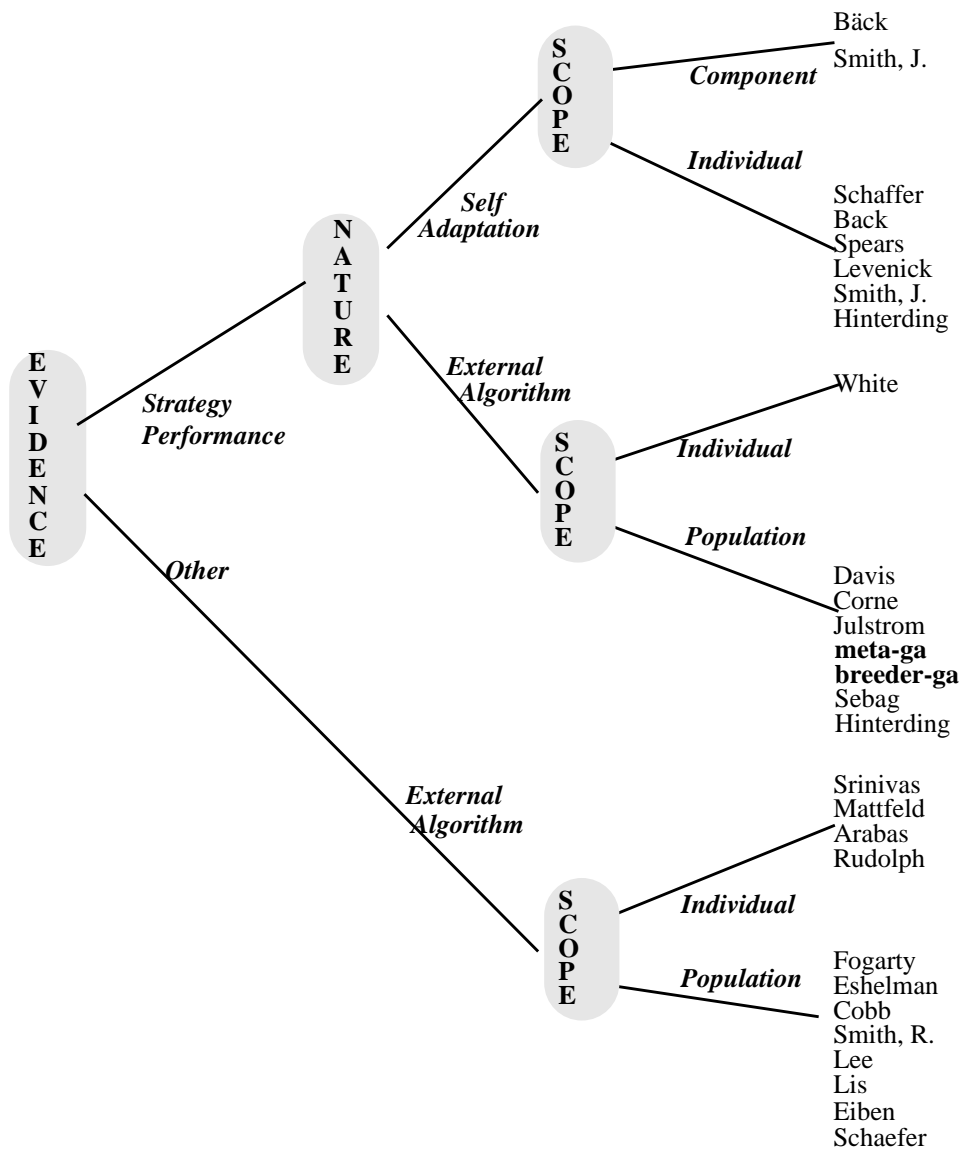 EVIDENCE
Strategy
Performance
Other
NATURE
Self
Adaptation
External
Algorithm
External
Algorithm
SCOPE
Component
Bäck
Smith, J.
Individual
Schaffer
Back
Spears
Levenick
Smith, J.
Hinterding
SCOPE
Individual
White
Population
Davis
Corne
Julstrom
meta-ga
breeder-ga
Sebag
Hinterding
SCOPE
Individual
Srinivas
Mattfeld
Arabas
Rudolph
Population
Fogarty
Eshelman
Cobb
Smith, R.
Lee
Lis
Eiben
Schaefer